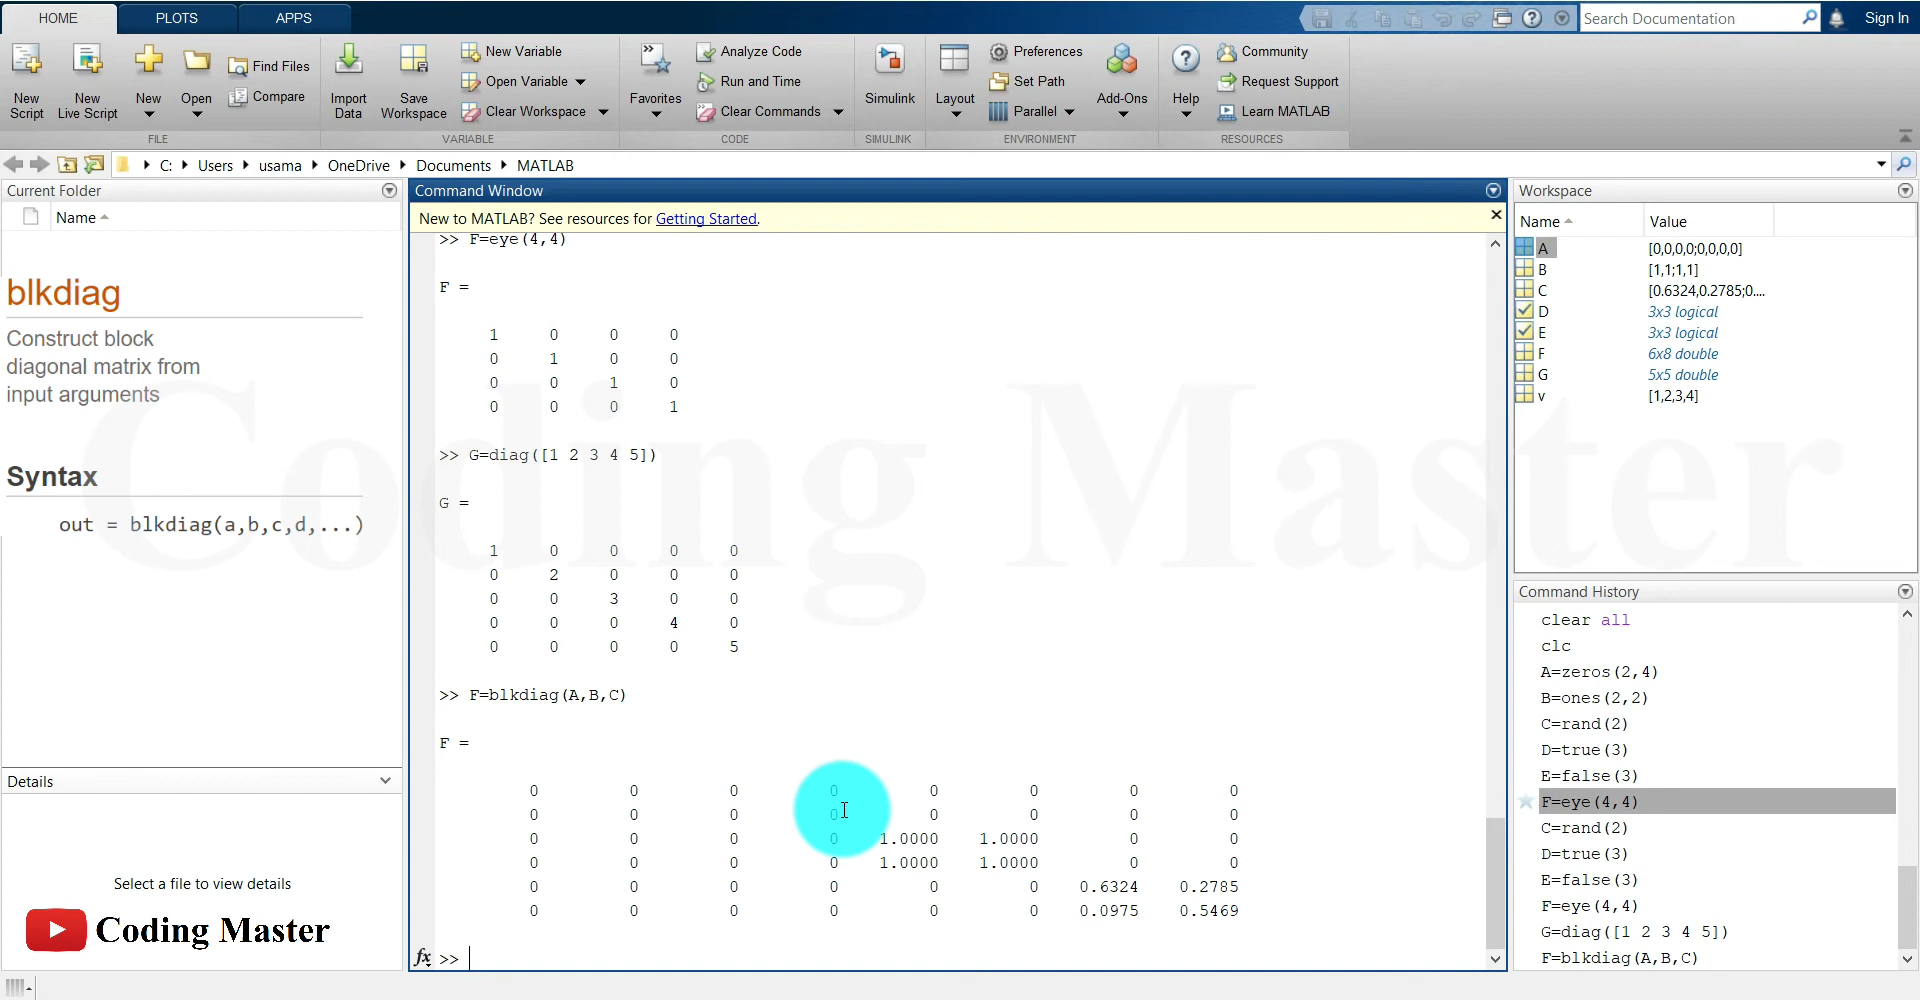 HOME PLOTS APPS
Search Documentation
Sign In
New Script
New Live Script
New
Open
Find Files
Compare
FILE
Import Data
Save Workspace
New Variable
Open Variable
Clear Workspace
VARIABLE
Favorites
Analyze Code
Run and Time
Clear Commands
CODE
Simulink
SIMULINK
Layout
Preferences
Set Path
Parallel
Add-Ons
ENVIRONMENT
Help
Community
Request Support
Learn MATLAB
RESOURCES
C: Users usama OneDrive Documents MATLAB
Current Folder
Name
blkdiag
Construct block
diagonal matrix from
input arguments
Syntax
out = blkdiag(a,b,c,d,...)
Details
Select a file to view details
Coding Master
Command Window
New to MATLAB? See resources for Getting Started.
>> F=eye(4,4)
F =
1 0 0 0
0 1 0 0
0 0 1 0
0 0 0 1
>> G=diag([1 2 3 4 5])
G =
1 0 0 0 0
0 2 0 0 0
0 0 3 0 0
0 0 0 4 0
0 0 0 0 5
>> F=blkdiag(A,B,C)
F =
0 0 0 0 0 0 0 0
0 0 0 0 0 0 0 0
0 0 0 0 1.0000 1.0000 0 0
0 0 0 0 1.0000 1.0000 0 0
0 0 0 0 0 0 0.6324 0.2785
0 0 0 0 0 0 0.0975 0.5469
fx >>
Coding Master
Workspace
Name Value
A [0,0,0,0;0,0,0,0]
B [1,1;1,1]
C [0.6324,0.2785;0....
D 3x3 logical
E 3x3 logical
F 6x8 double
G 5x5 double
v [1,2,3,4]
Command History
clear all
clc
A=zeros(2,4)
B=ones(2,2)
C=rand(2)
D=true(3)
E=false(3)
F=eye(4,4)
C=rand(2)
D=true(3)
E=false(3)
F=eye(4,4)
G=diag([1 2 3 4 5])
F=blkdiag(A,B,C)